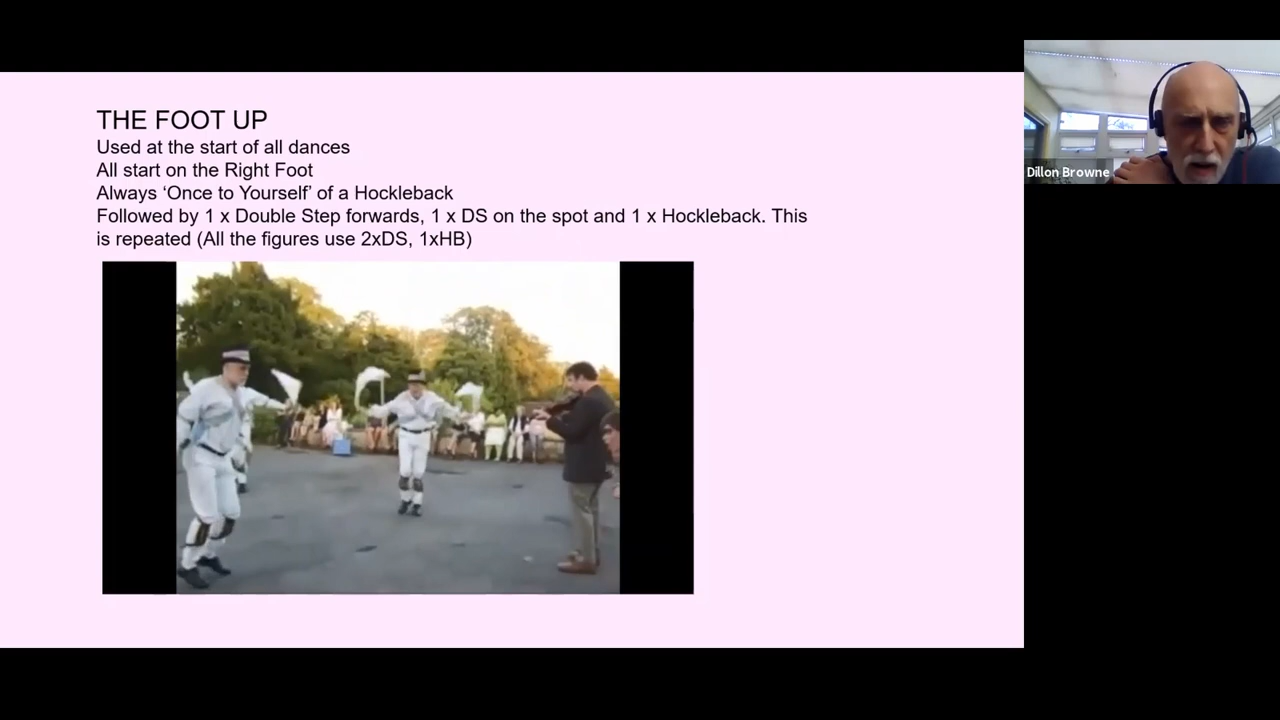 THE FOOT UP
Used at the start of all dances
All start on the Right Foot
Always ‘Once to Yourself’ of a Hockleback
Followed by 1 x Double Step forwards, 1 x DS on the spot and 1 x Hockleback. This
is repeated (All the figures use 2xDS, 1xHB)
Dillon Browne